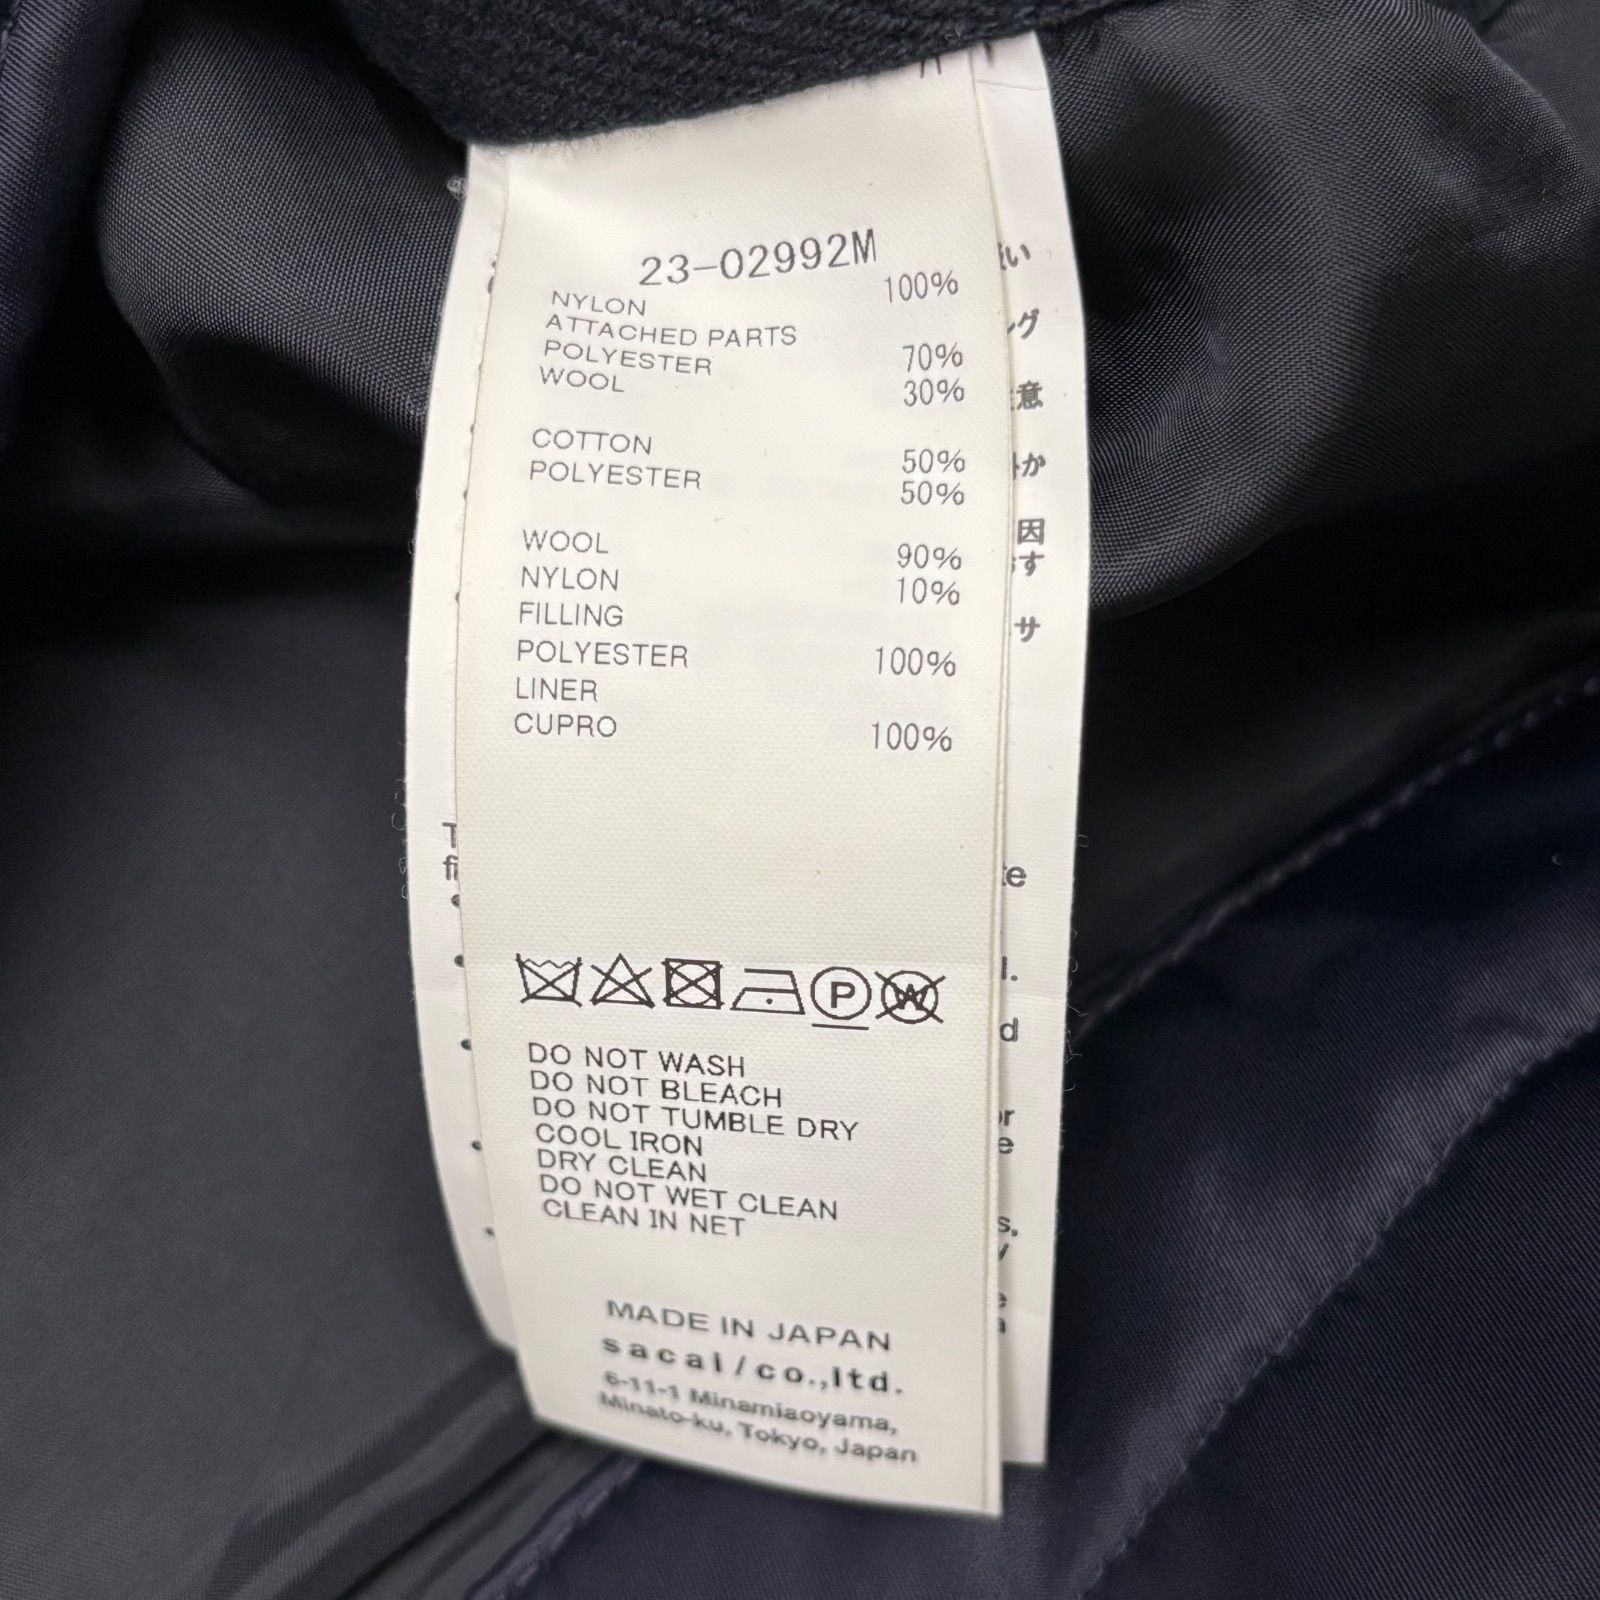 23-02992M
NYLON 100%
ATTACHED PARTS
POLYESTER 70%
WOOL 30%
COTTON 50%
POLYESTER 50%
WOOL 90%
NYLON 10%
FILLING
POLYESTER 100%
LINER
CUPRO 100%
P W
DO NOT WASH
DO NOT BLEACH
DO NOT TUMBLE DRY
COOL IRON
DRY CLEAN
DO NOT WET CLEAN
CLEAN IN NET
MADE IN JAPAN
sacai/co.,ltd.
6-11-1 Minamiaoyama,
Minato-ku, Tokyo, Japan